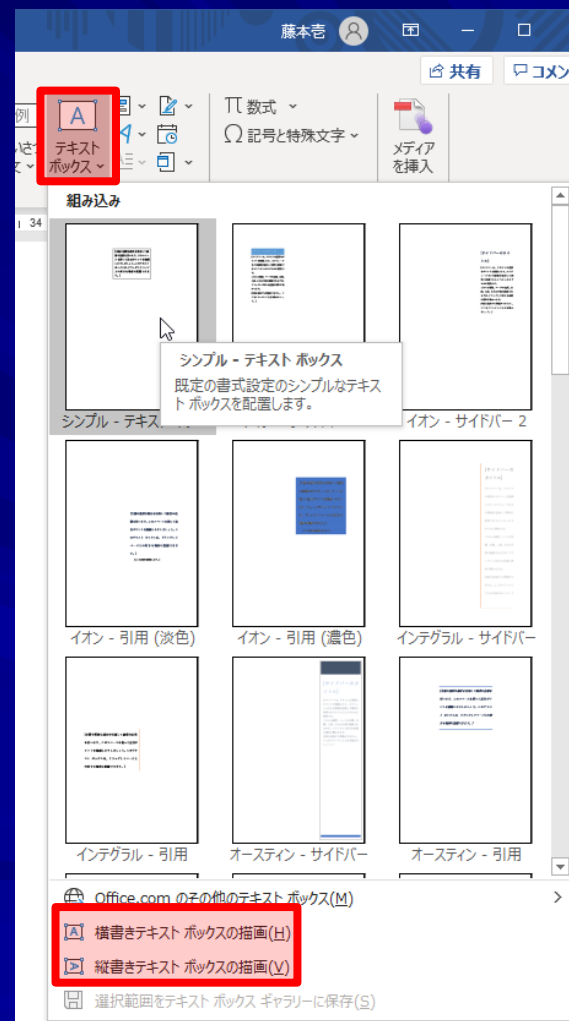 藤本壱
共有
コメン
例
π 数式
Ω 記号と特殊文字
テキスト
ボックス
メディア
を挿入
34
組み込み
シンプル - テキスト ボックス
既定の書式設定のシンプルなテキス
ト ボックスを配置します。
シンプル - テキス
イオン - サイドバー 2
イオン - 引用 (淡色)
イオン - 引用 (濃色)
インテグラル - サイドバー
インテグラル - 引用
オースティン - サイドバー
オースティン - 引用
Office.com のその他のテキスト ボックス(M)
横書きテキスト ボックスの描画(H)
縦書きテキスト ボックスの描画(V)
選択範囲をテキスト ボックス ギャラリーに保存(S)